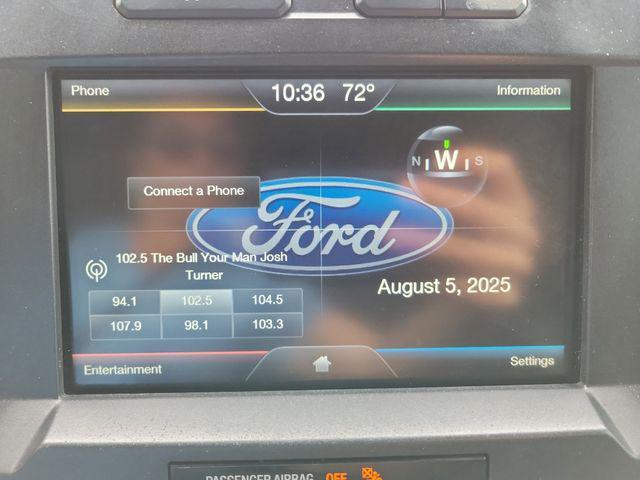 Phone
10:36 72°
Information
N W S
Connect a Phone
Ford
102.5 The Bull Your Man Josh
Turner
94.1 102.5 104.5
107.9 98.1 103.3
August 5, 2025
Entertainment
Settings
PASSENGER AIRBAG OFF